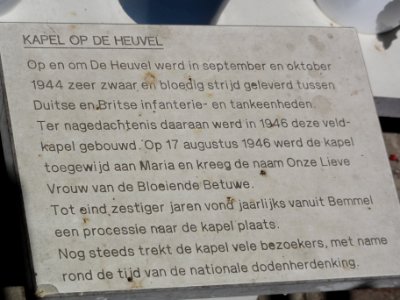 KAPEL OP DE HEUVEL
Op en om De Heuvel werd in september en oktober
1944 zeer zwaar en bloedig strijd geleverd tussen
Duitse en Britse infanterie- en tankeenheden.
Ter nagedachtenis daaraan werd in 1946 deze veld-
kapel gebouwd. Op 17 augustus 1946 werd de kapel
toegewijd aan Maria en kreeg de naam Onze Lieve
Vrouw van de Bloeiende Betuwe.
Tot eind zestiger jaren vond jaarlijks vanuit Bemmel
een processie naar de kapel plaats.
Nog steeds trekt de kapel vele bezoekers, met name
rond de tijd van de nationale dodenherdenking.